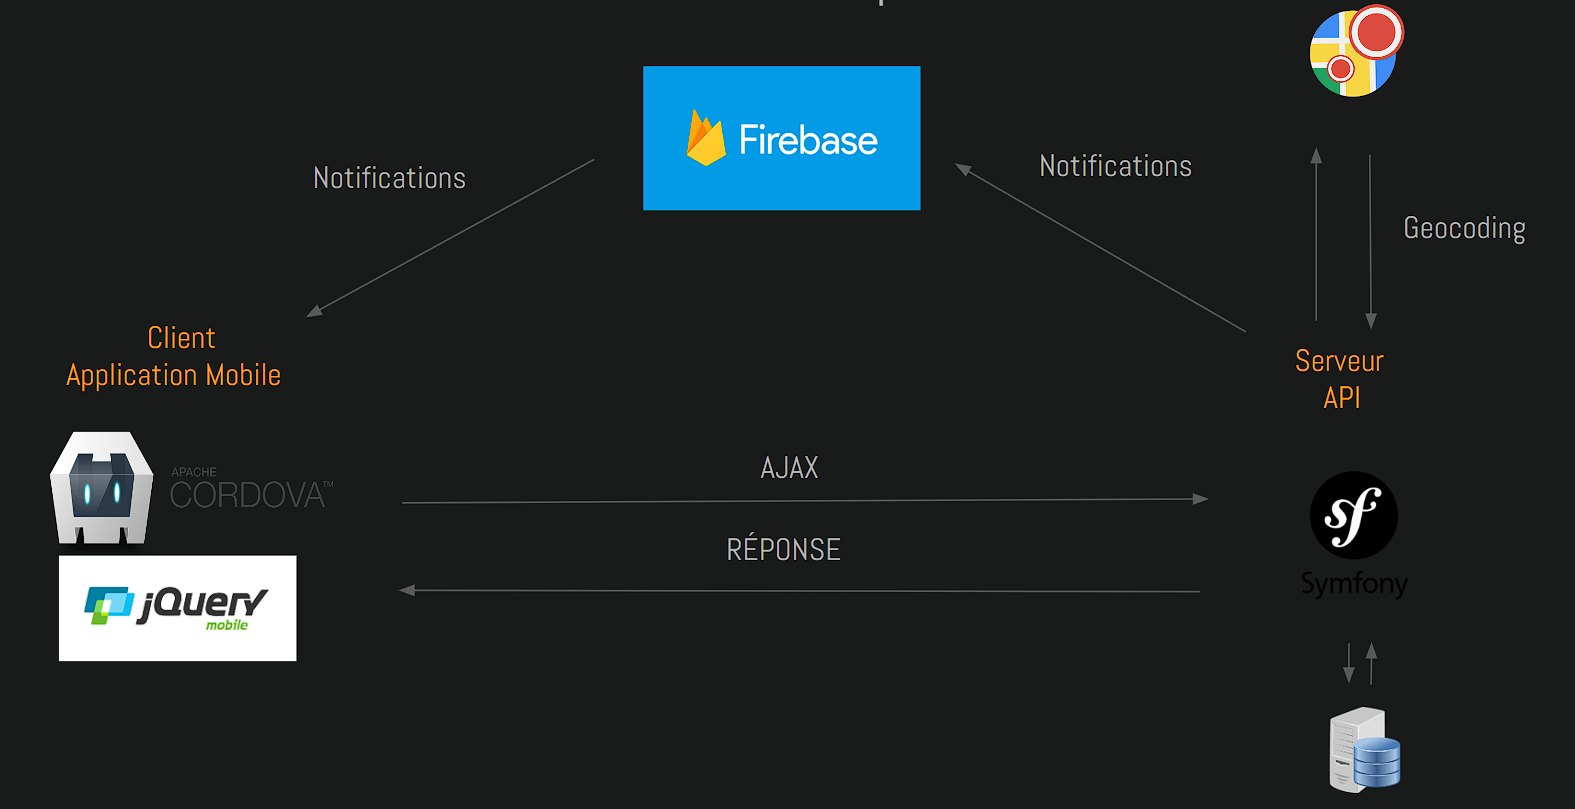 Firebase
Notifications
Notifications
Geocoding
Client
Application Mobile
Serveur
API
APACHE
CORDOVA™
AJAX
sf
Symfony
RÉPONSE
jQuery
mobile